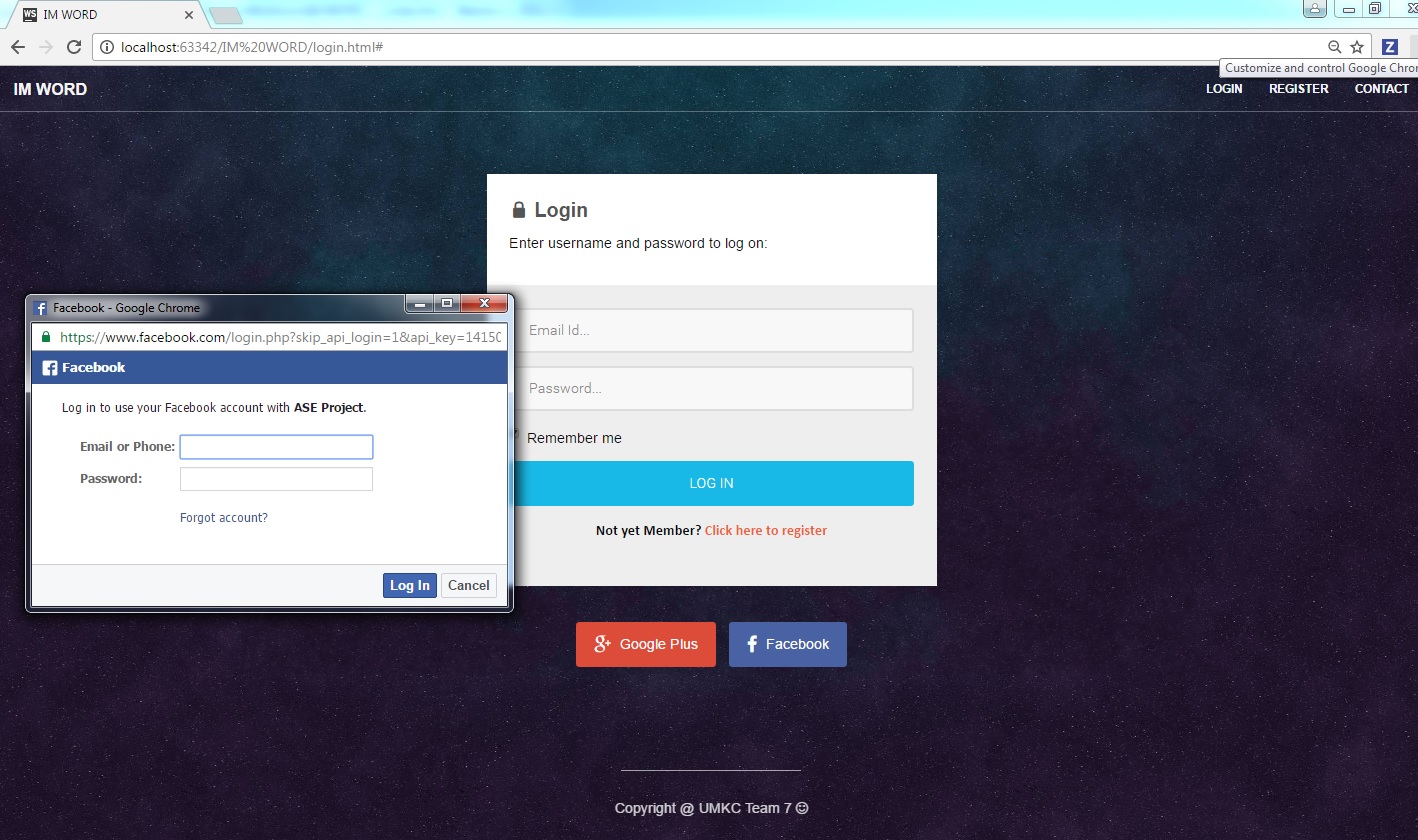 WS IM WORD
localhost:63342/IM%20WORD/login.html#
Z
Customize and control Google Chro
IM WORD
LOGIN REGISTER CONTACT
Login
Enter username and password to log on:
Email Id...
Password...
Remember me
LOG IN
Not yet Member? Click here to register
Facebook - Google Chrome
https://www.facebook.com/login.php?skip_api_login=1&api_key=14150
Facebook
Log in to use your Facebook account with ASE Project.
Email or Phone:
Password:
Forgot account?
Log In Cancel
g+ Google Plus
f Facebook
Copyright @ UMKC Team 7